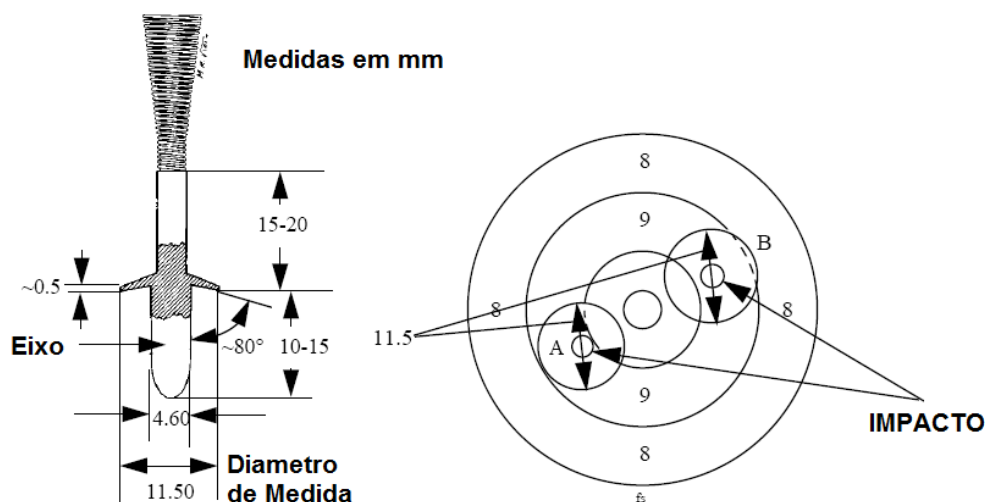 Medidas em mm
15-20
~0.5
Eixo
~80°
10-15
4.60
11.50
Diametro
de Medida
8
9
B
8
8
11.5
A
9
IMPACTO
8
fs